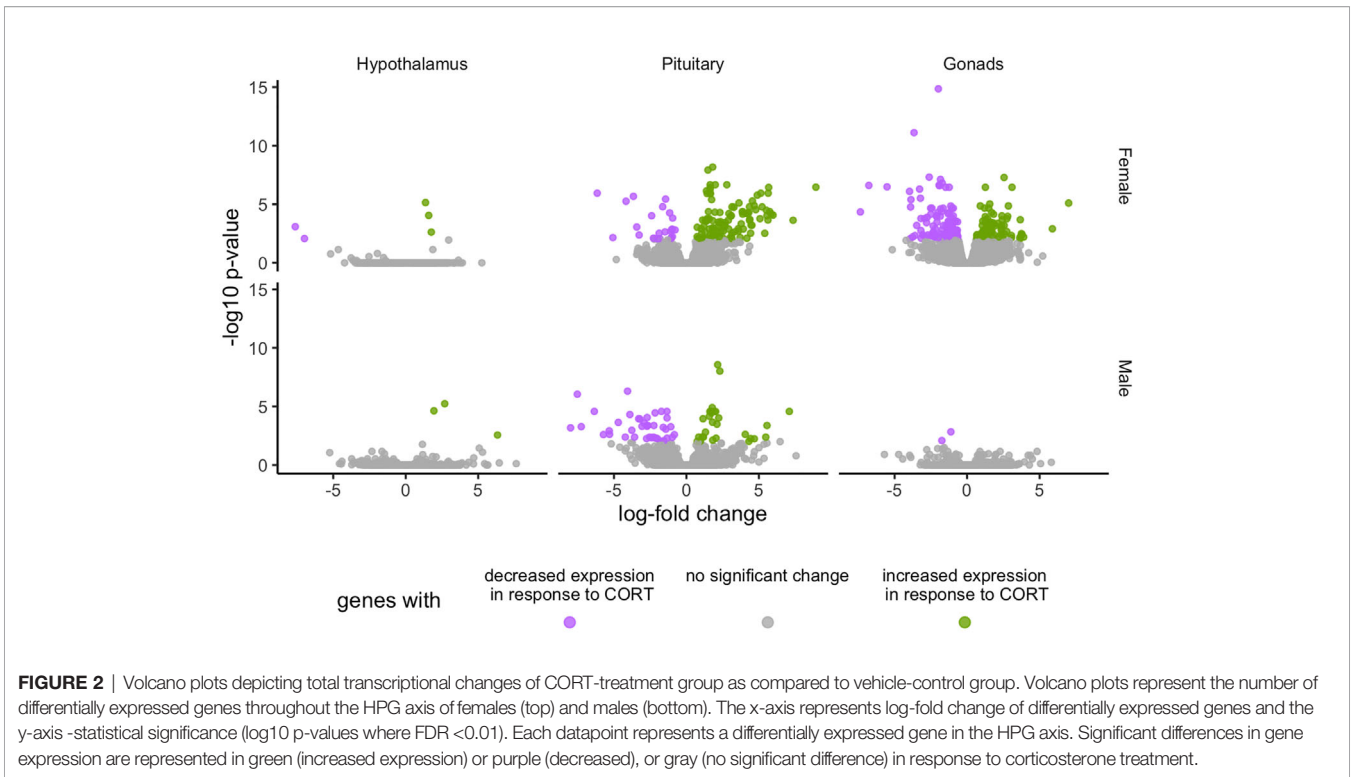 Hypothalamus Pituitary Gonads
15
10
5
0
Female
-log10 p-value
15
10
5
0
Male
-5 0 5 -5 0 5 -5 0 5
log-fold change
genes with
decreased expression
in response to CORT
no significant change
increased expression
in response to CORT
FIGURE 2 | Volcano plots depicting total transcriptional changes of CORT-treatment group as compared to vehicle-control group. Volcano plots represent the number of
differentially expressed genes throughout the HPG axis of females (top) and males (bottom). The x-axis represents log-fold change of differentially expressed genes and the
y-axis -statistical significance (log10 p-values where FDR <0.01). Each datapoint represents a differentially expressed gene in the HPG axis. Significant differences in gene
expression are represented in green (increased expression) or purple (decreased), or gray (no significant difference) in response to corticosterone treatment.